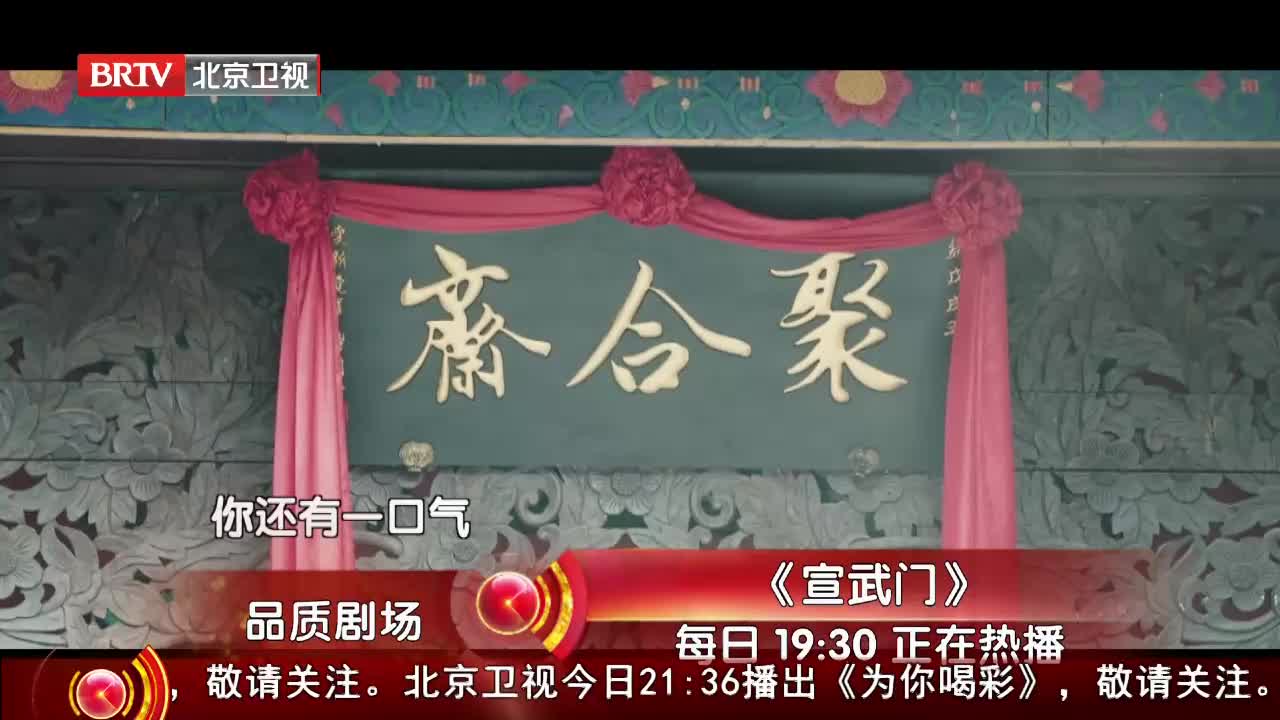 BRTV 北京卫视
聚合齋
你还有一口气
品质剧场
《宣武门》
每日 19:30 正在热播
，敬请关注。北京卫视今日21:36播出《为你喝彩》，敬请关注。